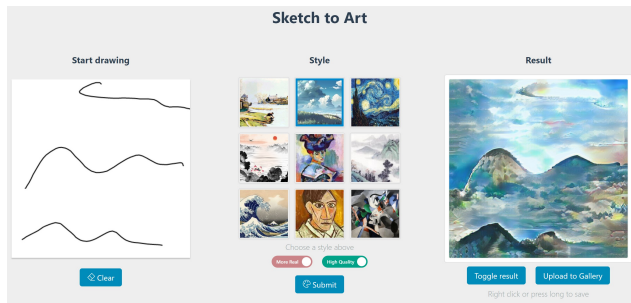 Sketch to Art
Start drawing
Style
Result
Choose a style above
More Real
High Quality
Clear
Submit
Toggle result
Upload to Gallery
Right click or press long to save